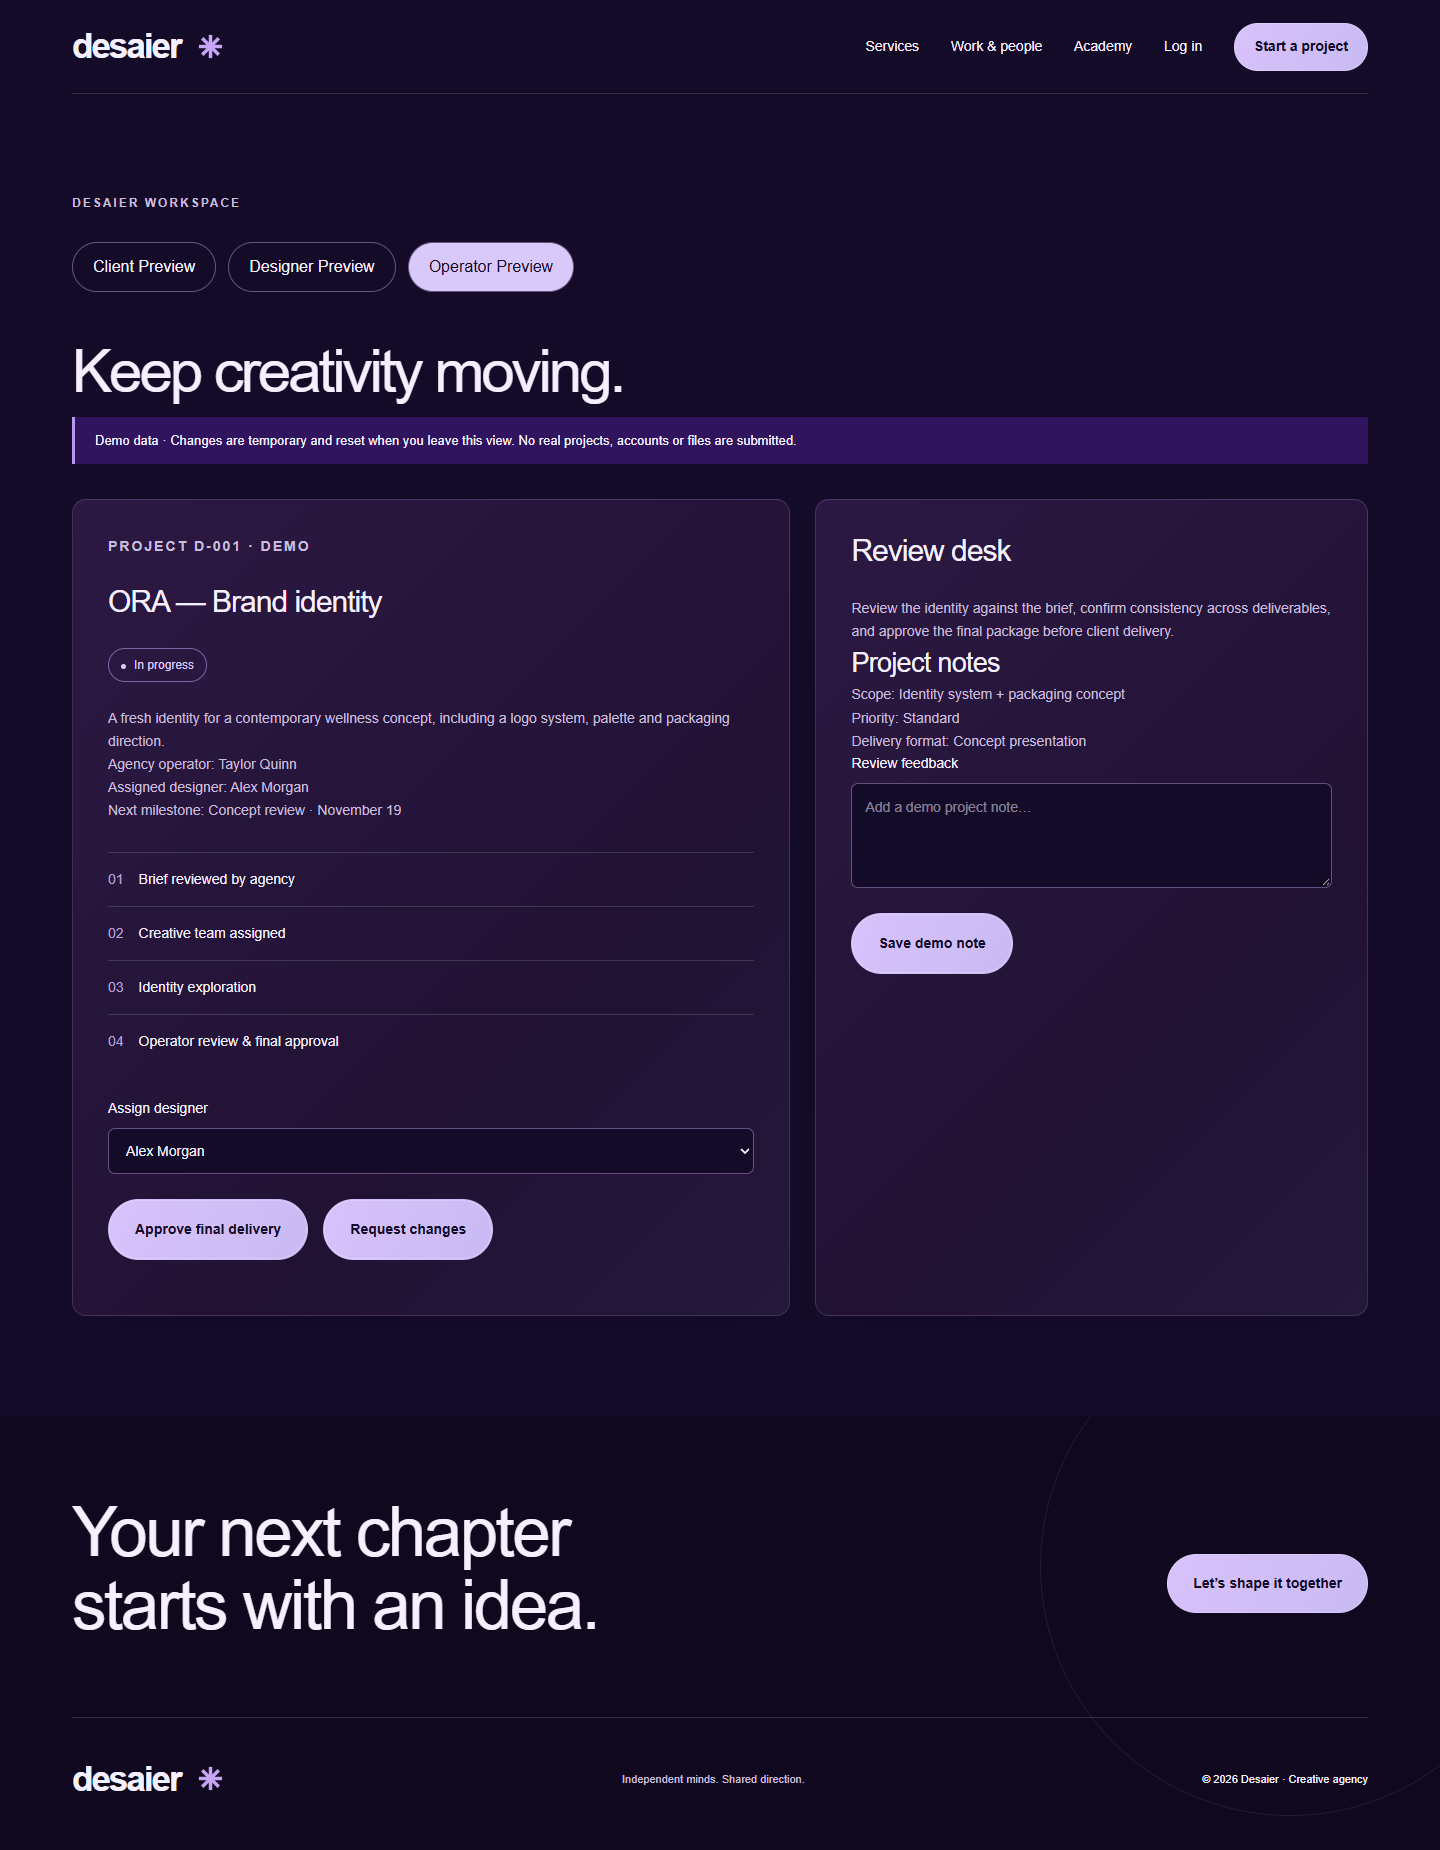 desaier
Services
Work & people
Academy
Log in
Start a project
DESAIER WORKSPACE
Client Preview
Designer Preview
Operator Preview
Keep creativity moving.
Demo data · Changes are temporary and reset when you leave this view. No real projects, accounts or files are submitted.
PROJECT D-001 · DEMO
ORA — Brand identity
In progress
A fresh identity for a contemporary wellness concept, including a logo system, palette and packaging
direction.
Agency operator: Taylor Quinn
Assigned designer: Alex Morgan
Next milestone: Concept review · November 19
01 Brief reviewed by agency
02 Creative team assigned
03 Identity exploration
04 Operator review & final approval
Assign designer
Alex Morgan
Approve final delivery
Request changes
Review desk
Review the identity against the brief, confirm consistency across deliverables,
and approve the final package before client delivery.
Project notes
Scope: Identity system + packaging concept
Priority: Standard
Delivery format: Concept presentation
Review feedback
Add a demo project note…
Save demo note
Your next chapter
starts with an idea.
Let’s shape it together
desaier
Independent minds. Shared direction.
© 2026 Desaier · Creative agency